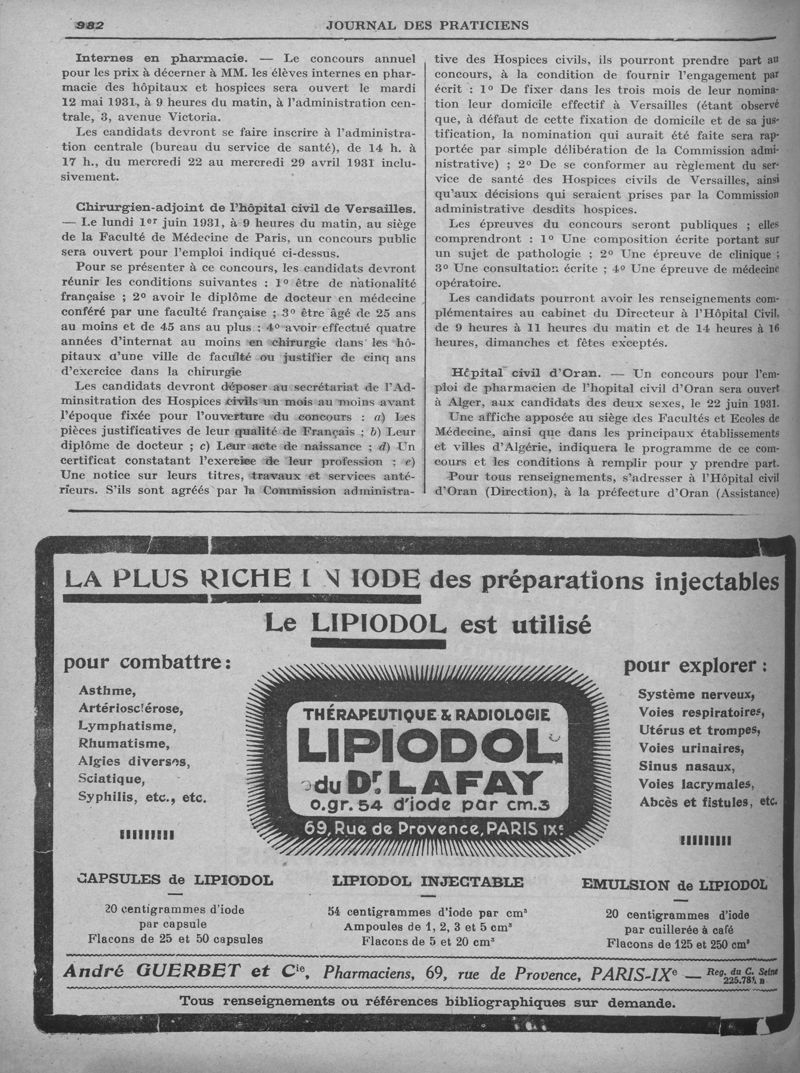 982
JOURNAL DES PRATICIENS
Internes en pharmacie. — Le concours annuel
pour les prix à décerner à MM. les élèves internes en phar-
macie des hôpitaux et hospices sera ouvert le mardi
12 mai 1931, à 9 heures du matin, à l'administration cen-
trale, 3, avenue Victoria.
Les candidats devront se faire inscrire à l'administra-
tion centrale (bureau du service de santé), de 14 h. à
17 h., du mercredi 22 au mercredi 29 avril 1931 inclu-
sivement.
Chirurgien-adjoint de l'hôpital civil de Versailles.
— Le lundi 1er juin 1931, à 9 heures du matin, au siège
de la Faculté de Médecine de Paris, un concours public
sera ouvert pour l'emploi indiqué ci-dessus.
Pour se présenter à ce concours, les candidats devront
réunir les conditions suivantes : 1o être de nationalité
française ; 2o avoir le diplôme de docteur en médecine
conféré par une faculté française ; 3o être âgé de 25 ans
au moins et de 45 ans au plus : 4o avoir effectué quatre
années d'internat au moins en chirurgie dans les hô-
pitaux d'une ville de faculté ou justifier de cinq ans
d'exercice dans la chirurgie
Les candidats devront déposer au secrétariat de l'Ad-
minsitration des Hospices civils un mois au moins avant
l'époque fixée pour l'ouverture du concours : a) Les
pièces justificatives de leur qualité de Français ; b) Leur
diplôme de docteur ; c) Leur acte de naissance ; d) Un
certificat constatant l'exercice de leur profession ; e)
Une notice sur leurs titres, travaux et services anté-
rieurs. S'ils sont agréés par la Commission administra-
tive des Hospices civils, ils pourront prendre part au
concours, à la condition de fournir l'engagement par
écrit : 1o De fixer dans les trois mois de leur nomina-
tion leur domicile effectif à Versailles (étant observé
que, à défaut de cette fixation de domicile et de sa jus-
tification, la nomination qui aurait été faite sera rap-
portée par simple délibération de la Commission admi-
nistrative) ; 2o De se conformer au règlement du ser-
vice de santé des Hospices civils de Versailles, ainsi
qu'aux décisions qui seraient prises par la Commission
administrative desdits hospices.
Les épreuves du concours seront publiques ; elles
comprendront : 1o Une composition écrite portant sur
un sujet de pathologie ; 2o Une épreuve de clinique ;
3o Une consultation écrite ; 4o Une épreuve de médecine
opératoire.
Les candidats pourront avoir les renseignements com-
plémentaires au cabinet du Directeur à l'Hôpital Civil,
de 9 heures à 11 heures du matin et de 14 heures à 16
heures, dimanches et fêtes exceptés.
Hôpital civil d'Oran. — Un concours pour l'em-
ploi de pharmacien de l'hopital civil d'Oran sera ouvert
à Alger, aux candidats des deux sexes, le 22 juin 1931.
Une affiche apposée au siège des Facultés et Ecoles de
Médecine, ainsi que dans les principaux établissements
et villes d'Algérie, indiquera le programme de ce com-
cours et les conditions à remplir pour y prendre part.
Pour tous renseignements, s'adresser à l'Hôpital civil
d'Oran (Direction), à la préfecture d'Oran (Assistance)
LA PLUS RICHE EN IODE des préparations injectables
Le LIPIODOL est utilisé
pour combattre :
Asthme,
Artériosclérose,
Lymphatisme,
Rhumatisme,
Algies diverses,
Sciatique,
Syphilis, etc., etc.
THÉRAPEUTIQUE & RADIOLOGIE
LIPIODOL
du Dr. LAFAY
0.gr. 54 d'iode par cm.3
69, Rue de Provence, PARIS IXe.
pour explorer :
Système nerveux,
Voies respiratoires,
Utérus et trompes,
Voies urinaires,
Sinus nasaux,
Voies lacrymales,
Abcès et fistules, etc.
CAPSULES de LIPIODOL
20 centigrammes d'iode
par capsule
Flacons de 25 et 50 capsules
LIPIODOL INJECTABLE
54 centigrammes d'iode par cm³
Ampoules de 1, 2, 3 et 5 cm³
Flacons de 5 et 20 cm³
EMULSION de LIPIODOL
20 centigrammes d'iode
par cuillerée à café
Flacons de 125 et 250 cm³
André GUERBET et Cie, Pharmaciens, 69, rue de Provence, PARIS-IXe — Reg. du C. Seine
Tous renseignements ou références bibliographiques sur demande.